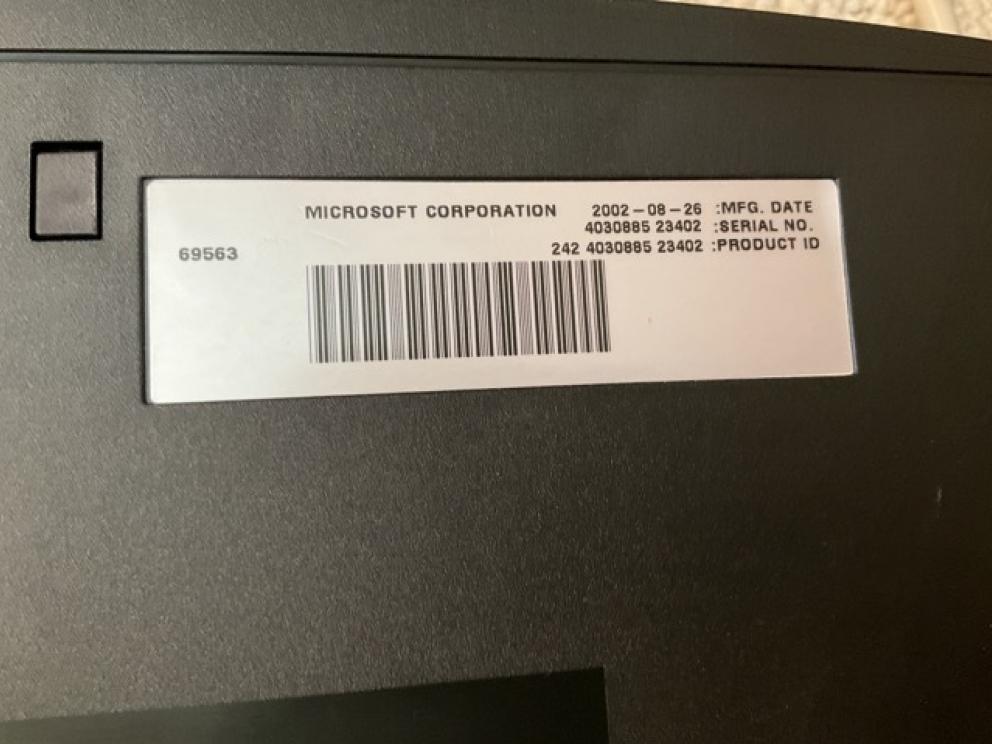 MICROSOFT CORPORATION 2002-08-26 :MFG. DATE
4030885 23402 :SERIAL NO.
69563 242 4030885 23402 :PRODUCT ID